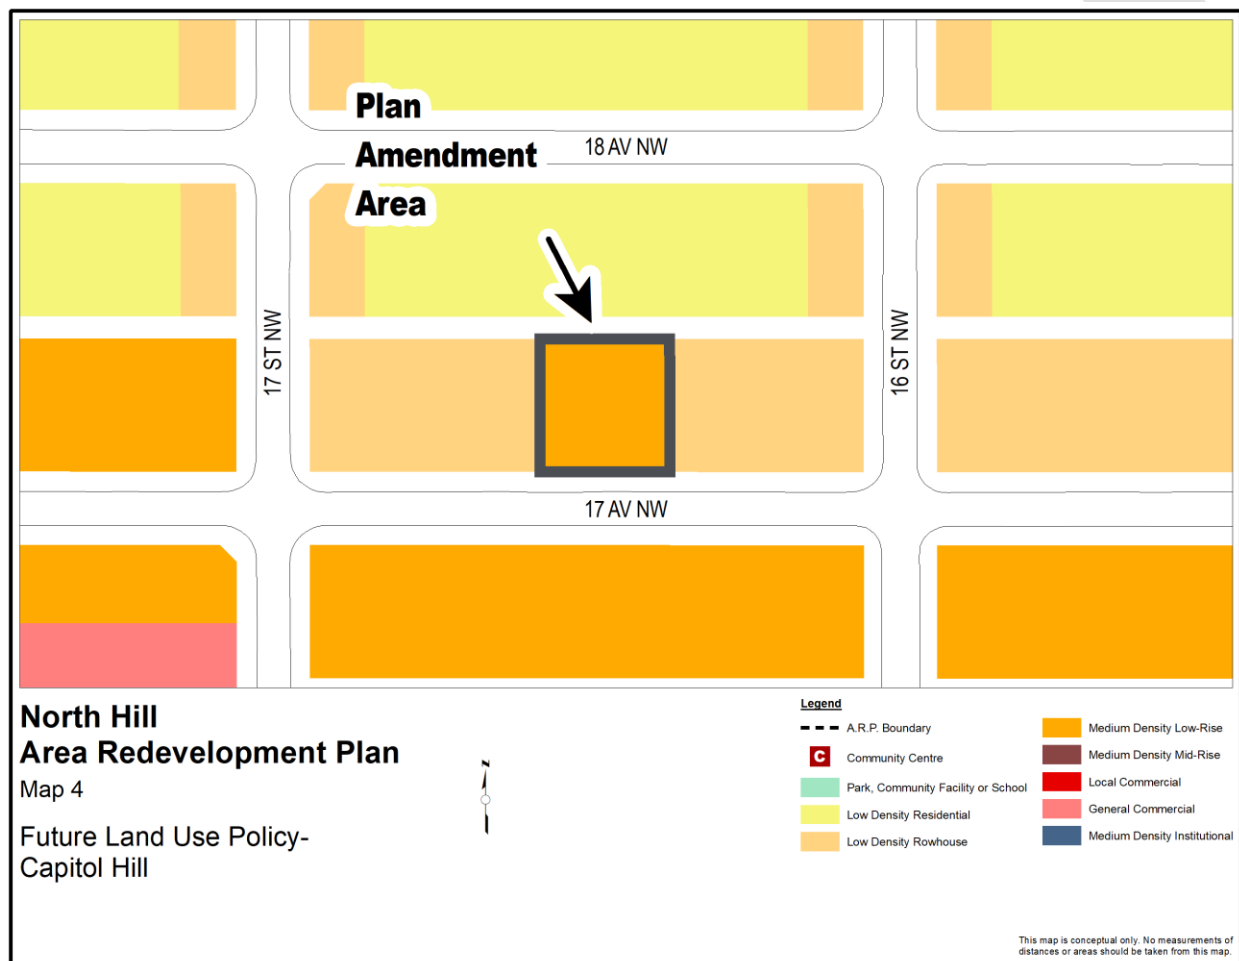 Plan
Amendment
Area
18 AV NW
17 ST NW
16 ST NW
17 AV NW
North Hill
Area Redevelopment Plan
Map 4
Future Land Use Policy-
Capitol Hill
N
Legend
A.R.P. Boundary
C Community Centre
Park, Community Facility or School
Low Density Residential
Low Density Rowhouse
Medium Density Low-Rise
Medium Density Mid-Rise
Local Commercial
General Commercial
Medium Density Institutional
This map is conceptual only. No measurements of
distances or areas should be taken from this map.